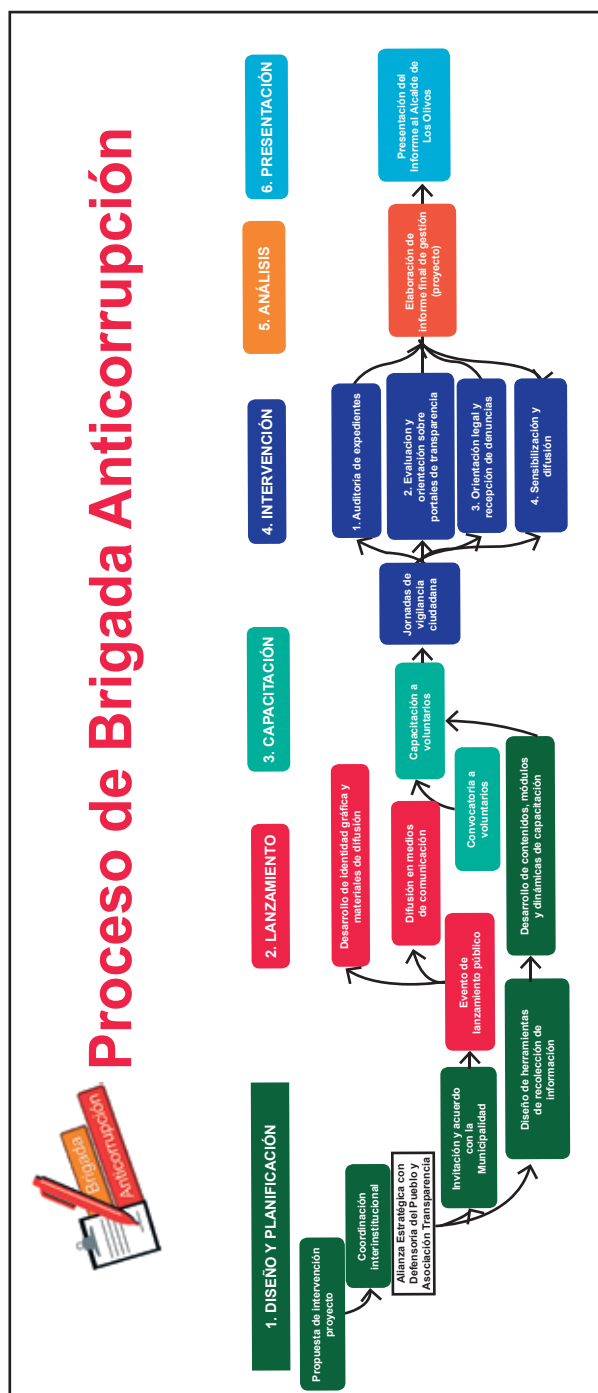 Proceso de Brigada Anticorrupción
Brigada
Anticorrupción
1. DISEÑO Y PLANIFICACIÓN
2. LANZAMIENTO
3. CAPACITACIÓN
4. INTERVENCIÓN
5. ANÁLISIS
6. PRESENTACIÓN
Propuesta de intervención
proyecto
Coordinación
interinstitucional
Alianza Estratégica con
Defensoría del Pueblo y
Asociación Transparencia
Invitación y acuerdo
con la
Municipalidad
Diseño de herramientas
de recolección de
información
Evento de
lanzamiento público
Desarrollo de identidad gráfica y
materiales de difusión
Difusión en medios
de comunicación
Convocatoria a
voluntarios
Desarrollo de contenidos, módulos
y dinámicas de capacitación
Capacitación a
voluntarios
Jornadas de
vigilancia
ciudadana
1. Auditoría de expedientes
2. Evaluacion y
orientación sobre
portales de transparencia
3. Orientación legal y
recepción de denuncias
4. Sensibilización y
difusión
Elaboración de
informe final de gestión
(proyecto)
Presentación del
Inforrme al Alcalde de
Los Olivos